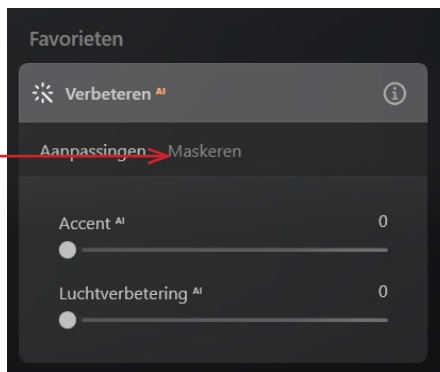 Favorieten
Verbeteren AI
Aanpassingen Maskeren
Accent AI 0
Luchtverbetering AI 0